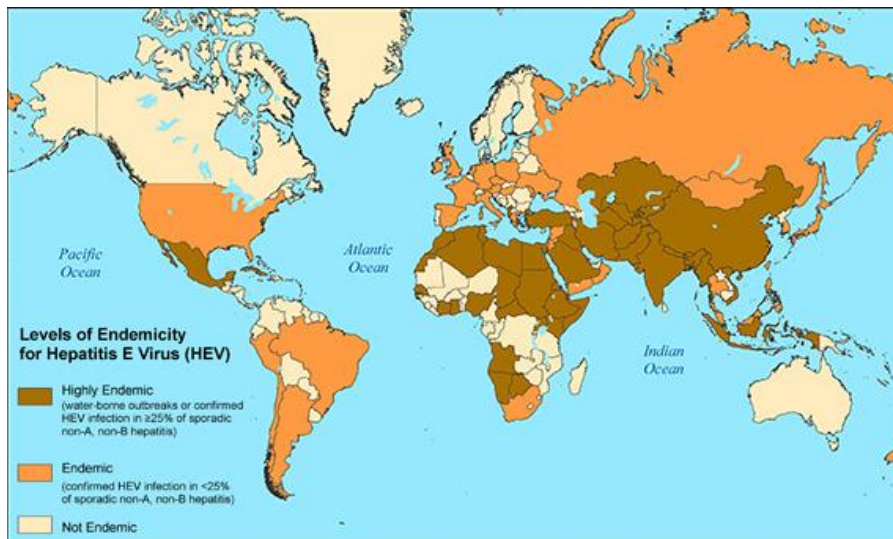 Pacific
Ocean
Atlantic
Ocean
Indian
Ocean
Levels of Endemicity
for Hepatitis E Virus (HEV)
Highly Endemic
(water-borne outbreaks or confirmed
HEV infection in ≥25% of sporadic
non-A, non-B hepatitis)
Endemic
(confirmed HEV infection in <25%
of sporadic non-A, non-B hepatitis)
Not Endemic